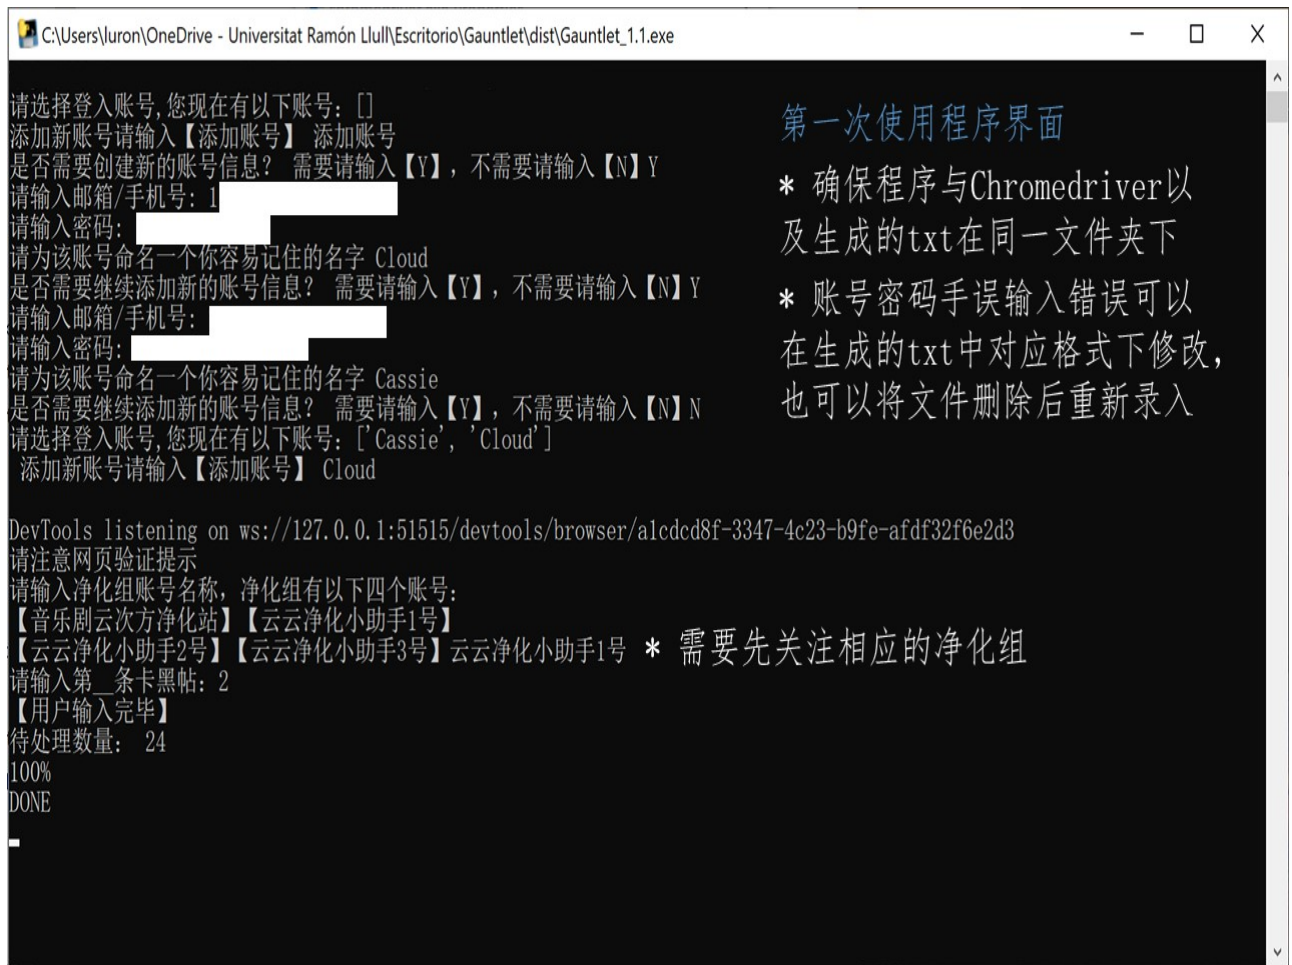 C:\Users\luron\OneDrive - Universitat Ramón Llull\Escritorio\Gauntlet\dist\Gauntlet_1.1.exe
请选择登入账号,您现在有以下账号: []
添加新账号请输入【添加账号】 添加账号
是否需要创建新的账号信息? 需要请输入【Y】，不需要请输入【N】Y
请输入邮箱/手机号: 1
请输入密码:
请为该账号命名一个你容易记住的名字 Cloud
是否需要继续添加新的账号信息? 需要请输入【Y】，不需要请输入【N】Y
请输入邮箱/手机号:
请输入密码:
请为该账号命名一个你容易记住的名字 Cassie
是否需要继续添加新的账号信息? 需要请输入【Y】，不需要请输入【N】N
请选择登入账号,您现在有以下账号: ['Cassie', 'Cloud']
添加新账号请输入【添加账号】 Cloud
DevTools listening on ws://127.0.0.1:51515/devtools/browser/a1cdcd8f-3347-4c23-b9fe-afdf32f6e2d3
请注意网页验证提示
请输入净化组账号名称，净化组有以下四个账号:
【音乐剧云次方净化站】【云云净化小助手1号】
【云云净化小助手2号】【云云净化小助手3号】云云净化小助手1号
请输入第__条卡黑帖: 2
【用户输入完毕】
待处理数量: 24
100%
DONE
第一次使用程序界面
* 确保程序与Chromedriver以
及生成的txt在同一文件夹下
* 账号密码手误输入错误可以
在生成的txt中对应格式下修改，
也可以将文件删除后重新录入
* 需要先关注相应的净化组